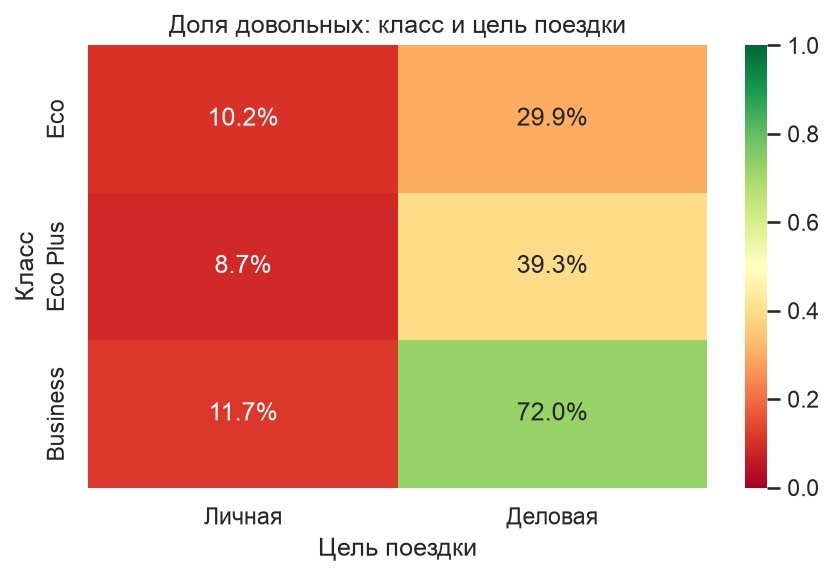 Доля довольных: класс и цель поездки
Класс
Eco
10.2%
29.9%
Eco Plus
8.7%
39.3%
Business
11.7%
72.0%
Личная
Деловая
Цель поездки
1.0
0.8
0.6
0.4
0.2
0.0